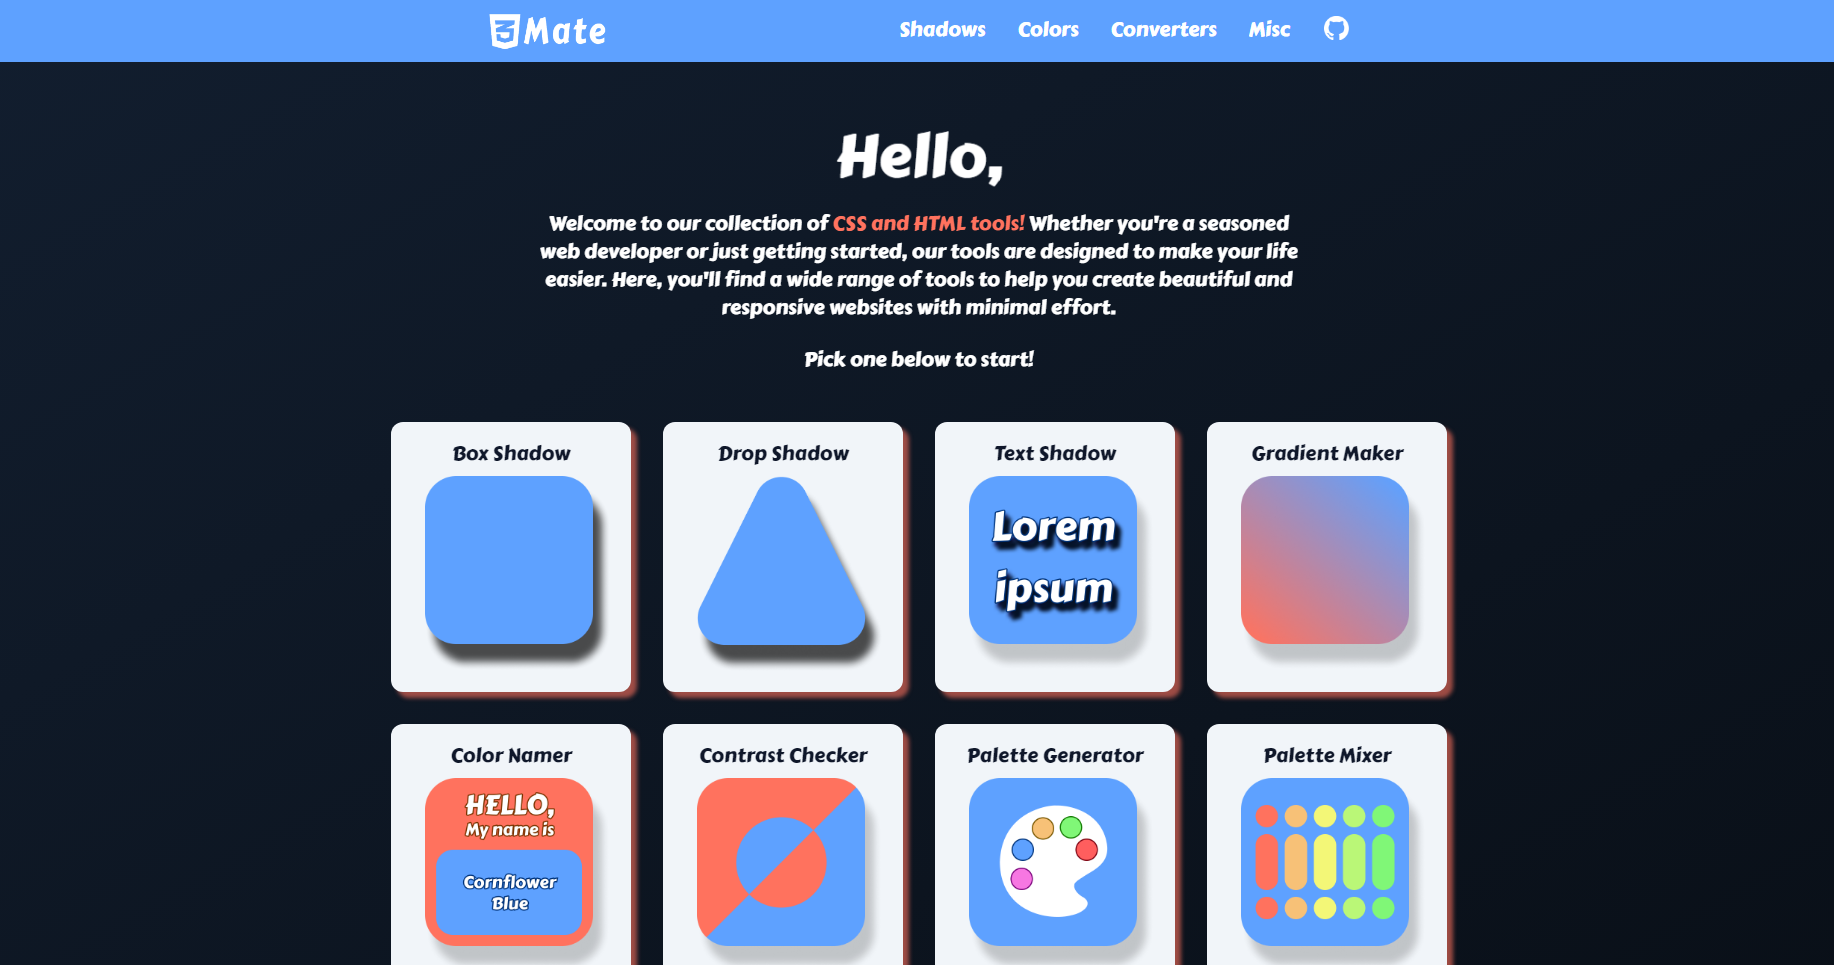 Mate
Shadows Colors Converters Misc
Hello,
Welcome to our collection of CSS and HTML tools! Whether you're a seasoned
web developer or just getting started, our tools are designed to make your life
easier. Here, you'll find a wide range of tools to help you create beautiful and
responsive websites with minimal effort.
Pick one below to start!
Box Shadow
Drop Shadow
Text Shadow
Lorem
ipsum
Gradient Maker
Color Namer
HELLO,
My name is
Cornflower
Blue
Contrast Checker
Palette Generator
Palette Mixer